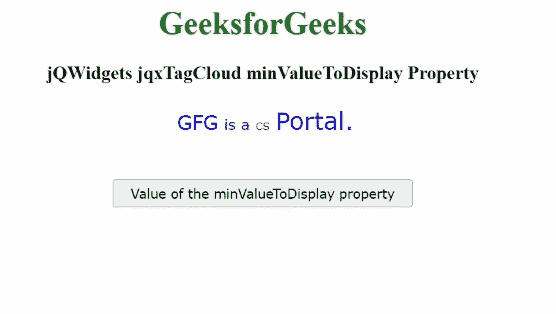 GeeksforGeeks
jQWidgets jqxTagCloud minValueToDisplay Property
GFG is a cs Portal.
Value of the minValueToDisplay property